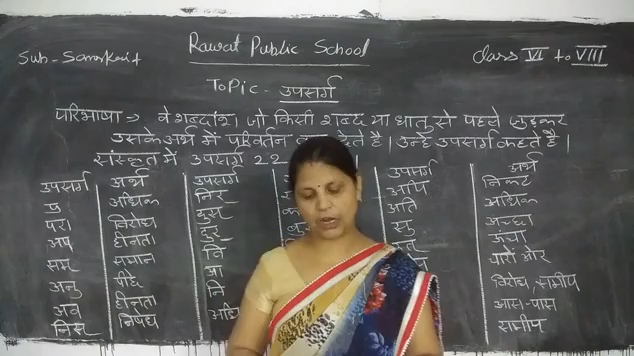 Sub-Sanskrit
Rawat Public School
Class VI to VIII
Topic - उपसर्ग
परिभाषा -> वे शब्दांश जो किसी शब्द या धातु से पहले जुड़कर
उसके अर्थ में परिवर्तन देते है । उन्हे उपसर्ग कहते है ।
संस्कृत में उपसर्ग 22
उपसर्ग अर्थ उपसर्ग उपसर्ग अर्थ
प्र अधिक निर अपि निकट
परा विरोध दुस अति अधिक
अप हीनता दुर सु अच्छा
सम समान वि उत ऊंचा
अनु पीछे आ ओर
अव हीनता नि विरोध, समीप
निस निषेध अधि आस-पास
समीप